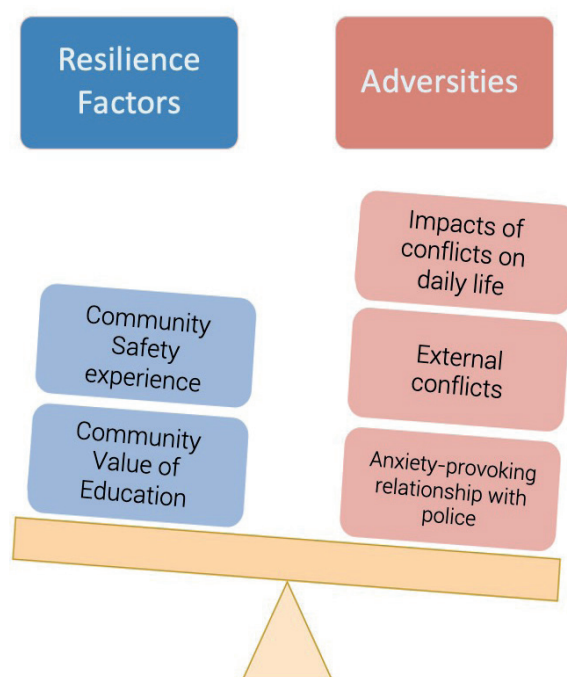 Resilience
Factors
Adversities
Community
Safety
experience
Community
Value of
Education
Impacts of
conflicts on
daily life
External
conflicts
Anxiety-provoking
relationship with
police